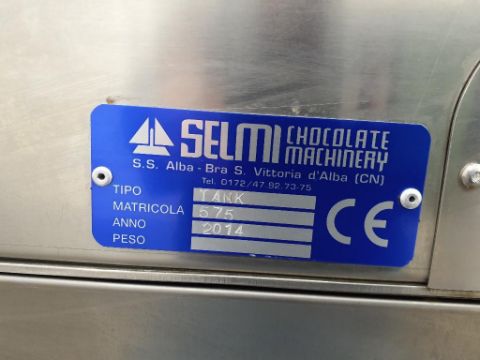 SELMI CHOCOLATE MACHINERY
S.S. Alba - Bra S. Vittoria d'Alba (CN)
Tel. 0172/47.92.73-75
TIPO TANK
MATRICOLA 575
ANNO 2014
PESO
CE